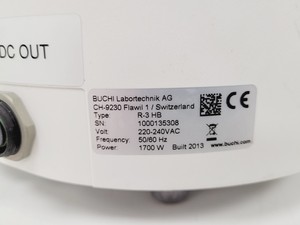 DC OUT
BUCHI Labortechnik AG
CH-9230 Flawil 1 / Switzerland
Type: R-3 HB
SN: 1000135308
Volt: 220-240VAC
Frequency: 50/60 Hz
Power: 1700 W Built 2013
www.buchi.com